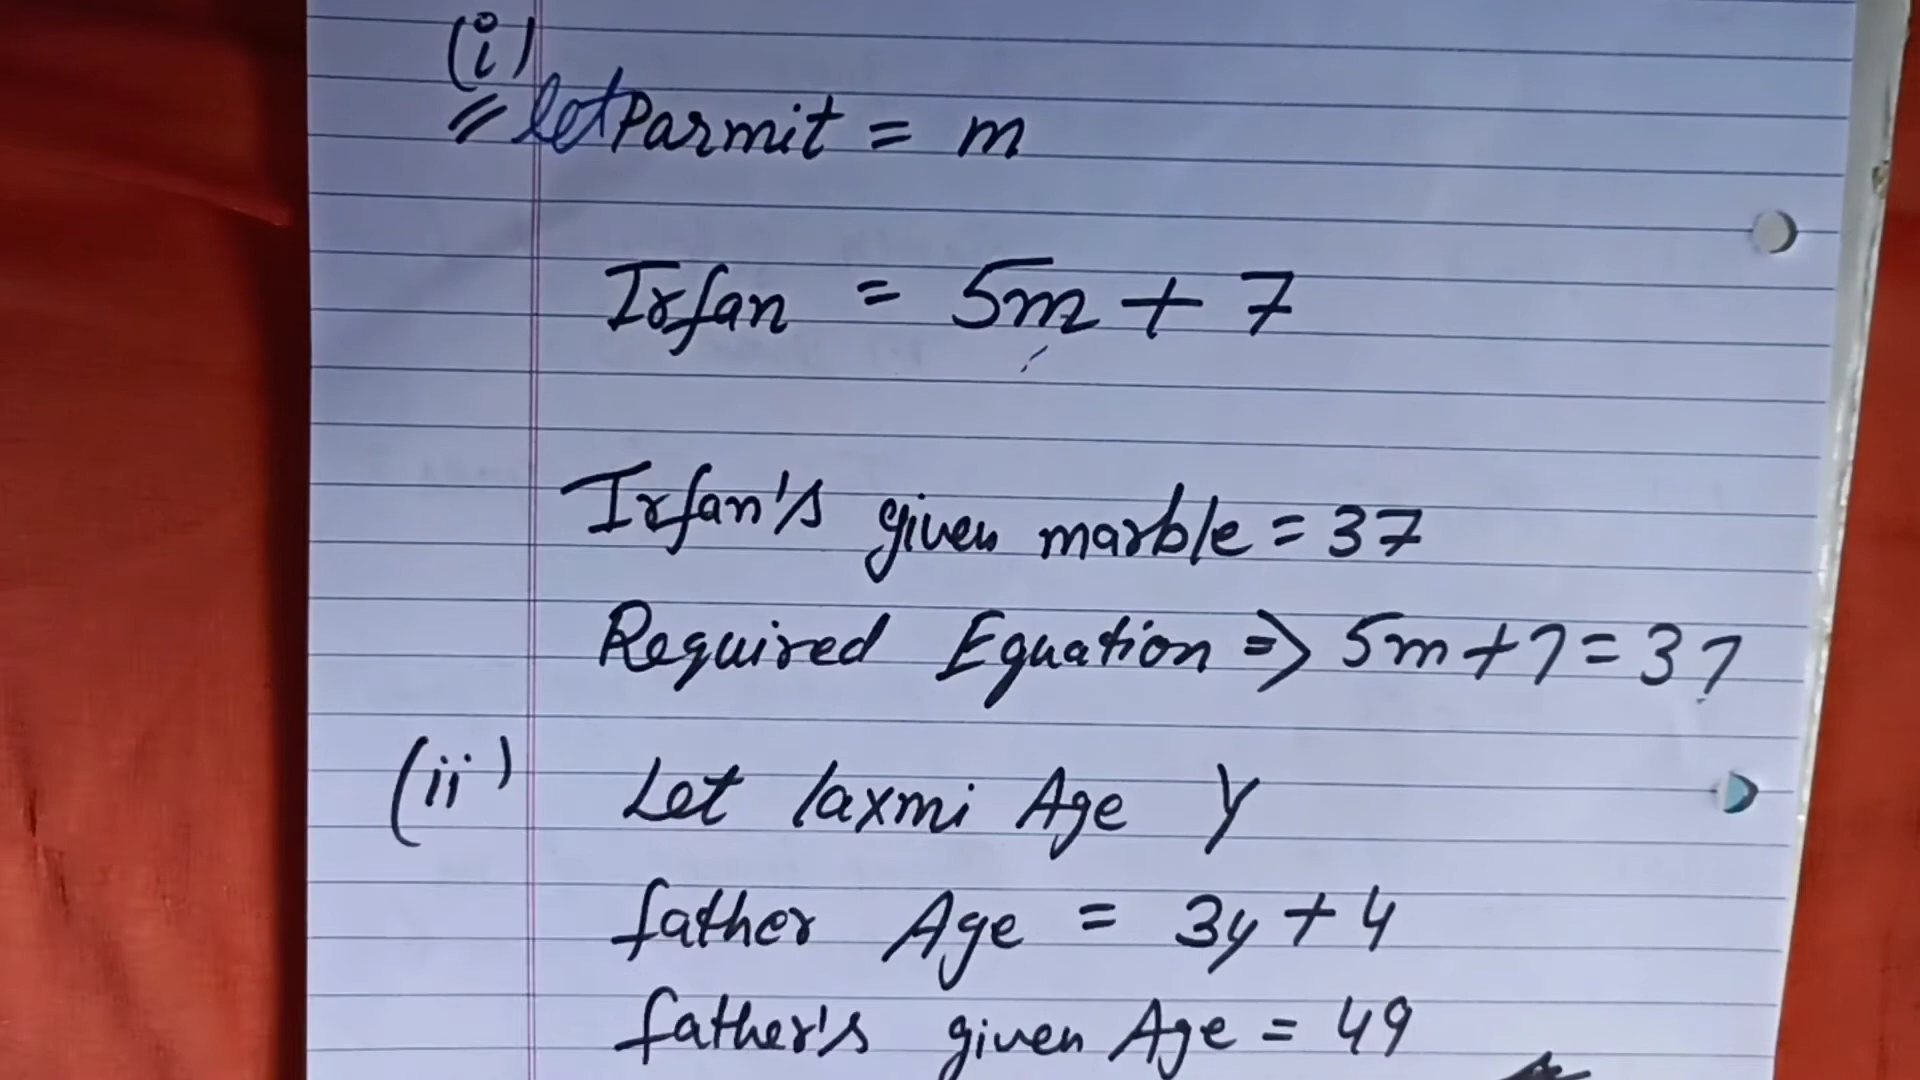 (i)
let Parmit = m
Irfan = 5m + 7
Irfan's given marble = 37
Required Equation => 5m+7=37
(ii) Let laxmi Age Y
father Age = 3y + 4
father's given Age = 49